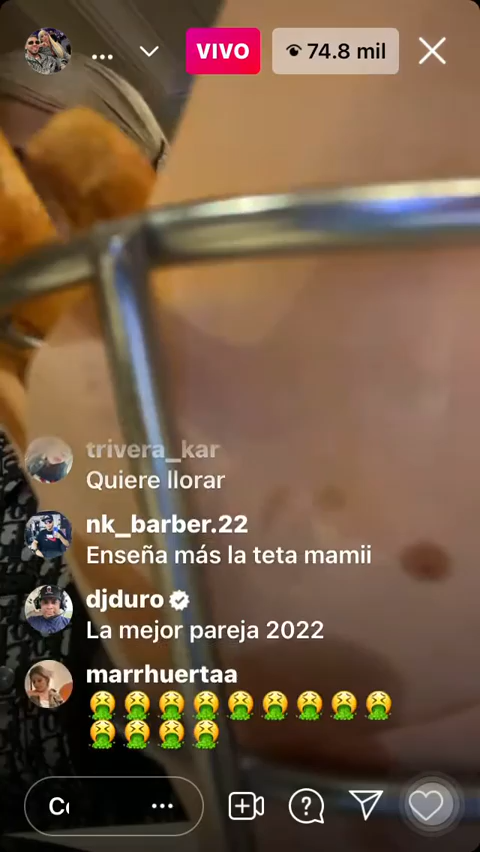 VIVO
74.8 mil
trivera_kar
Quiere llorar
nk_barber.22
Enseña más la teta mamii
djduro
La mejor pareja 2022
marrhuertaa
🤮🤮🤮🤮🤮🤮🤮🤮🤮
🤮🤮🤮🤮